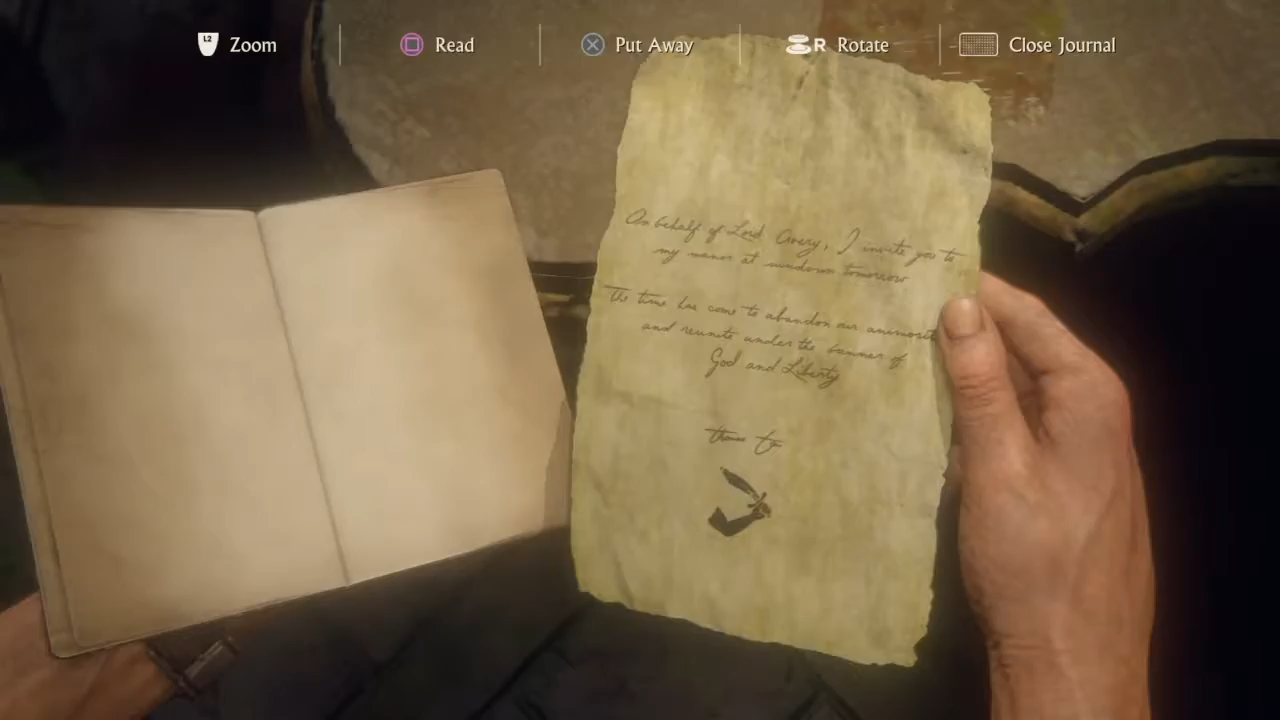 L2 Zoom
Read
Put Away
R Rotate
Close Journal
On behalf of Lord Avery, I invite you to
my manor at sundown tomorrow
The time has come to abandon our
and reunite under the banner of
God and Liberty